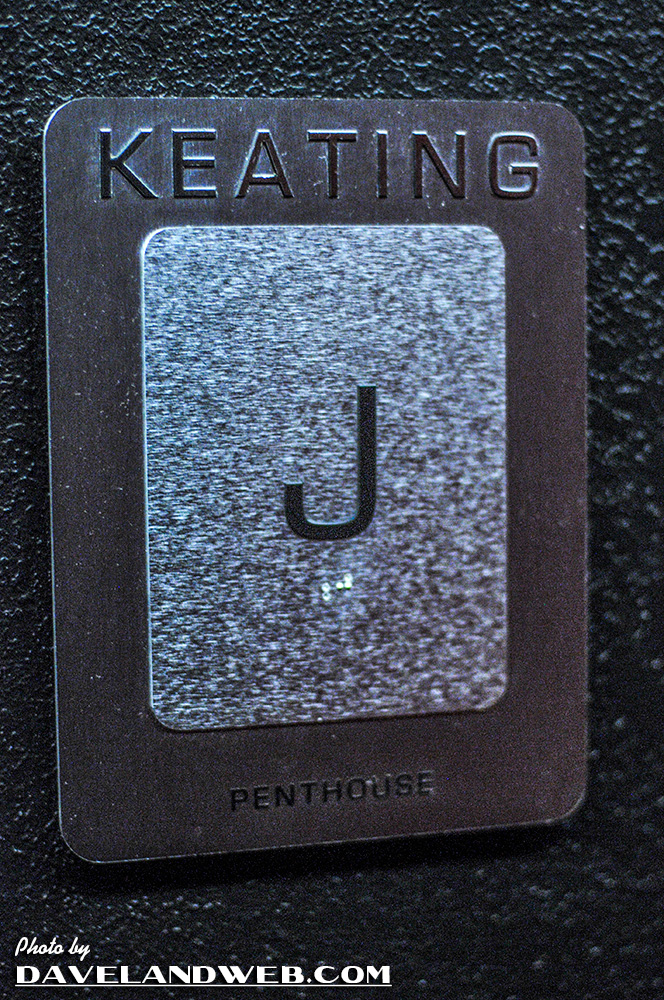 KEATING
J
PENTHOUSE
Photo by
DAVELANDWEB.COM